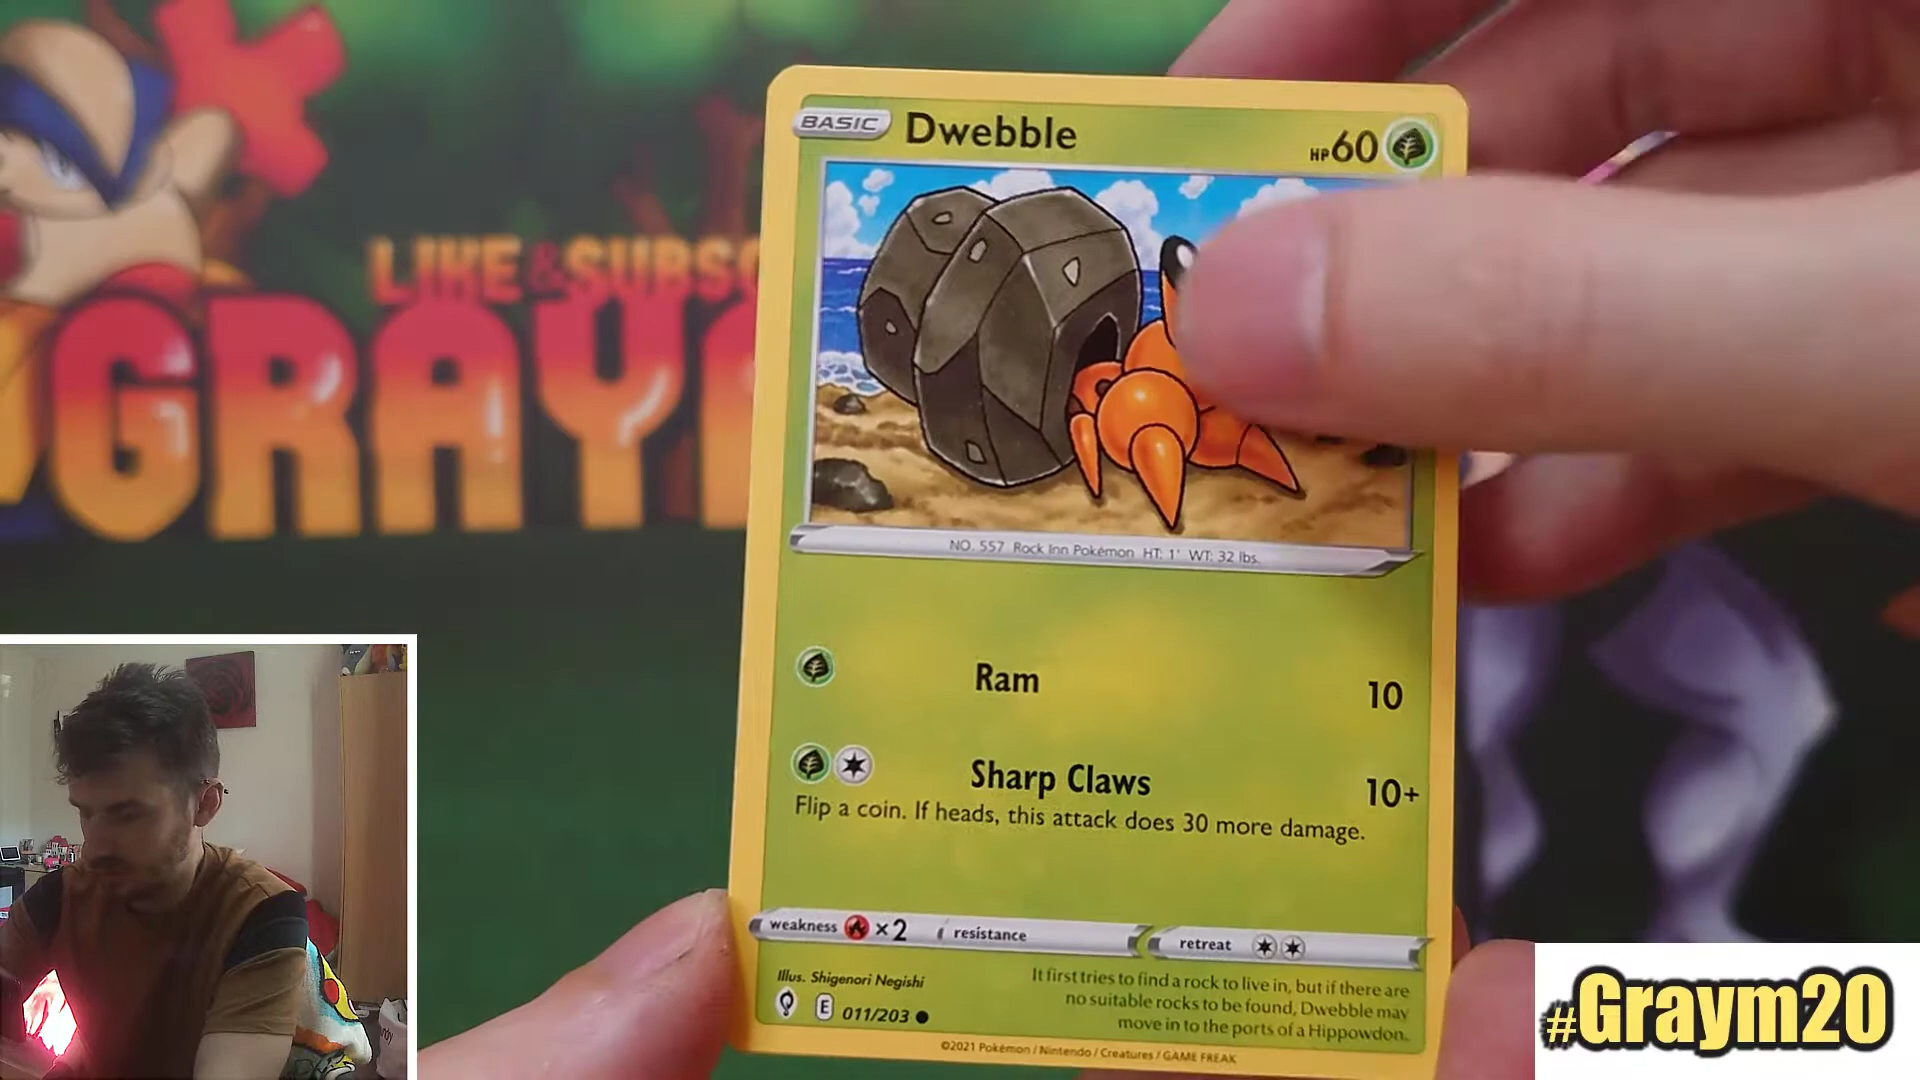 BASIC Dwebble HP60
LIKE & SUBSC
GRAY
NO. 557 Rock Inn Pokémon HT: 1' WT: 32 lbs.
Ram 10
Sharp Claws 10+
Flip a coin. If heads, this attack does 30 more damage.
weakness ×2 resistance retreat
Illus. Shigenori Negishi
E 011/203
It first tries to find a rock to live in, but if there are
no suitable rocks to be found, Dwebble may
move in to the ports of a Hippowdon.
©2021 Pokémon / Nintendo / Creatures / GAME FREAK
#Graym20